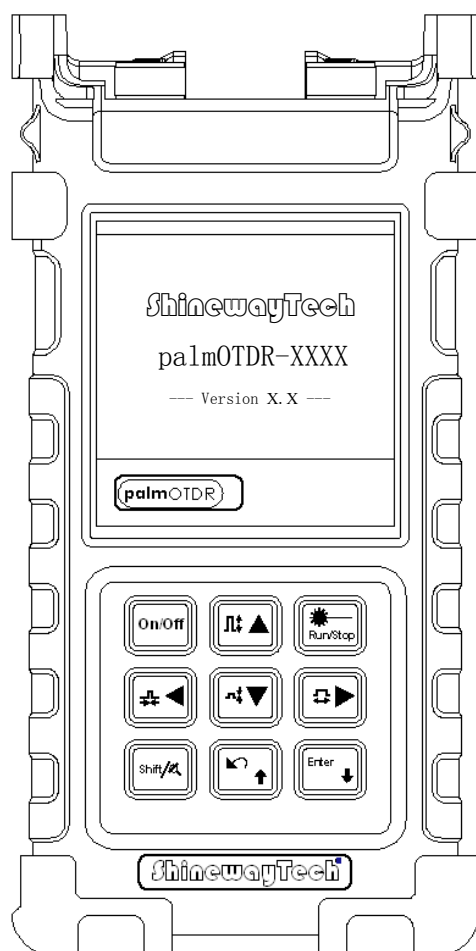 ShinewayTech
palmOTDR-XXXX
--- Version X.X ---
palmOTDR
On/Off
Run/Stop
Shift/
Enter
ShinewayTech